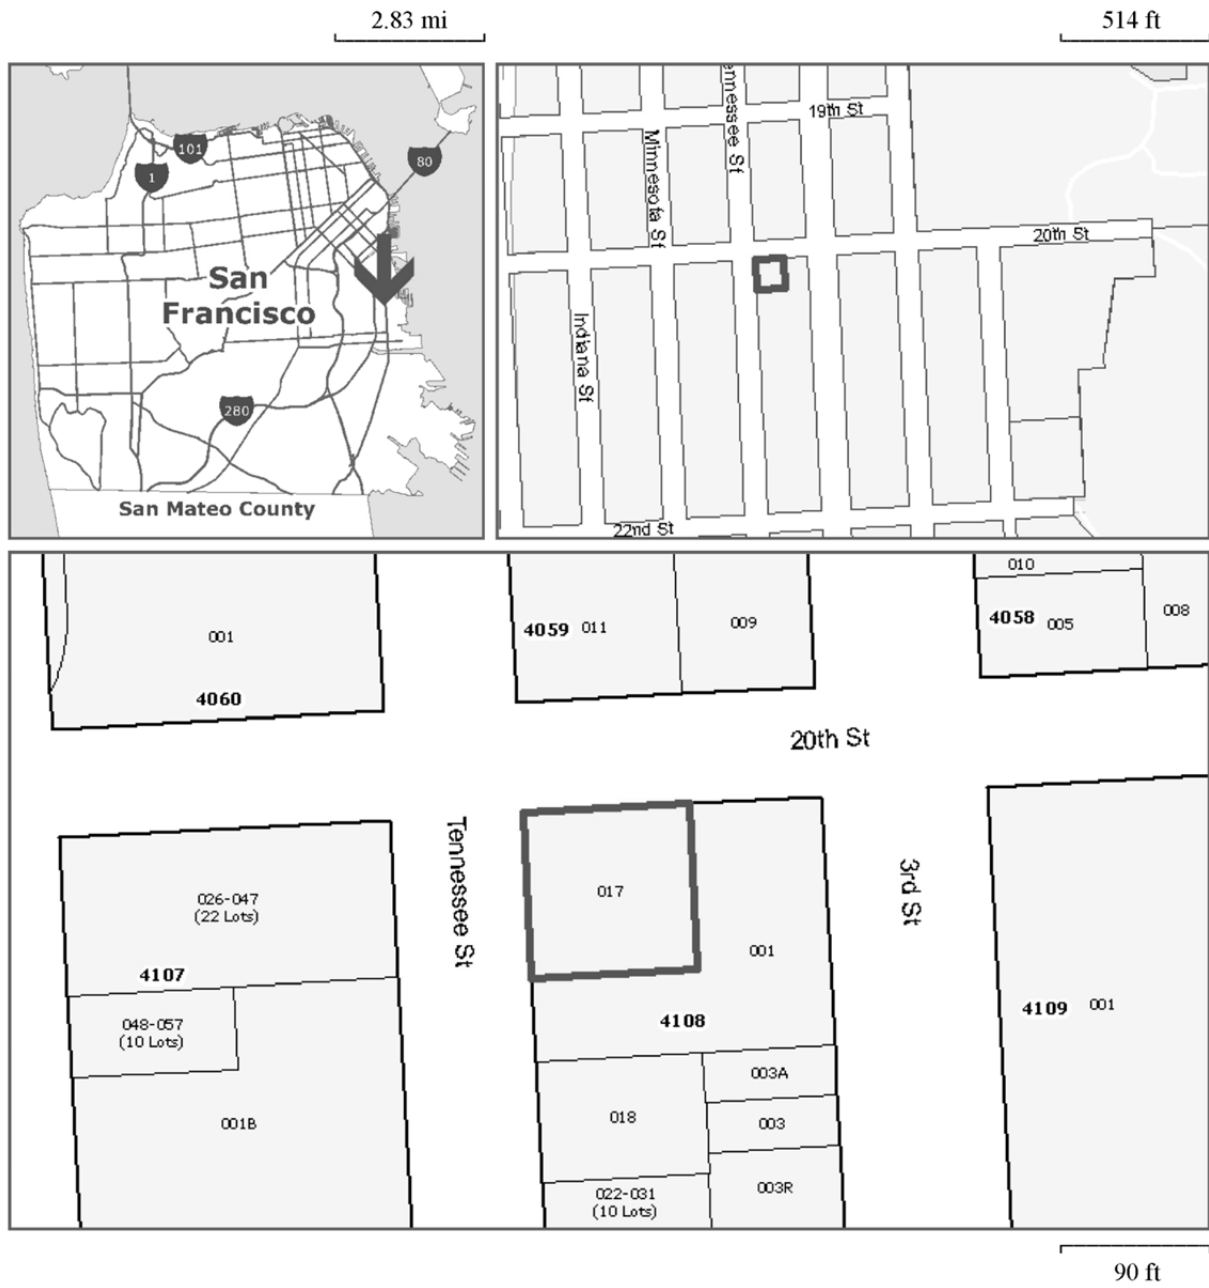 2.83 mi
514 ft
101
1
80
San
Francisco
280
San Mateo County
ennessee St
19th St
Minnesota St
20th St
Indiana St
22nd St
001
4060
4059
011
009
010
4058
005
008
20th St
Tennessee St
026-047
(22 Lots)
4107
048-057
(10 Lots)
001B
017
001
4108
3rd St
4109
001
003A
018
003
003R
022-031
(10 Lots)
90 ft